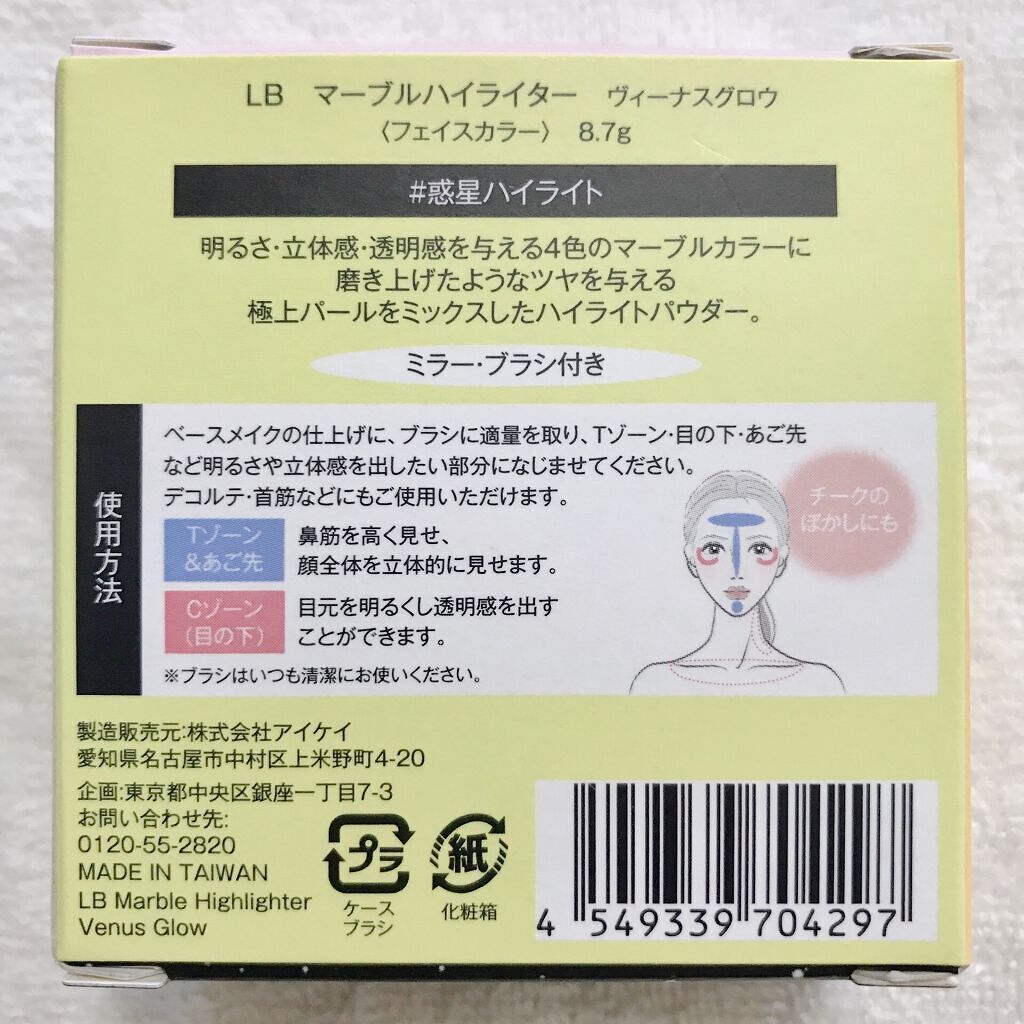 LB マーブルハイライター ヴィーナスグロウ
〈フェイスカラー〉 8.7g
#惑星ハイライト
明るさ・立体感・透明感を与える4色のマーブルカラーに
磨き上げたようなツヤを与える
極上パールをミックスしたハイライトパウダー。
ミラー・ブラシ付き
使用方法
ベースメイクの仕上げに、ブラシに適量を取り、Tゾーン・目の下・あご先
など明るさや立体感を出したい部分になじませてください。
デコルテ・首筋などにもご使用いただけます。
Tゾーン
&あご先
鼻筋を高く見せ、
顔全体を立体的に見せます。
Cゾーン
(目の下)
目元を明るくし透明感を出す
ことができます。
※ブラシはいつも清潔にお使いください。
チークの
ぼかしにも
製造販売元:株式会社アイケイ
愛知県名古屋市中村区上米野町4-20
企画:東京都中央区銀座一丁目7-3
お問い合わせ先:
0120-55-2820
MADE IN TAIWAN
LB Marble Highlighter
Venus Glow
プラ
ケース
ブラシ
紙
化粧箱
4 549339 704297